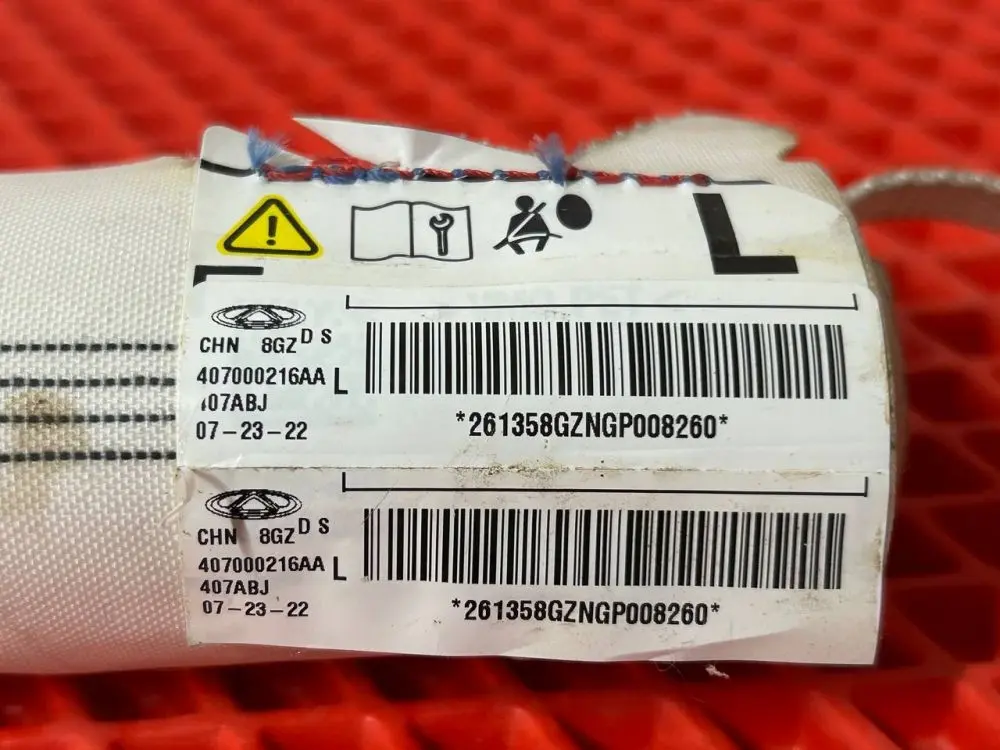 L
CHN 8GZ D S
407000216AA L
407ABJ
07-23-22
*261358GZNGP008260*
CHN 8GZ D S
407000216AA L
407ABJ
07-23-22
*261358GZNGP008260*